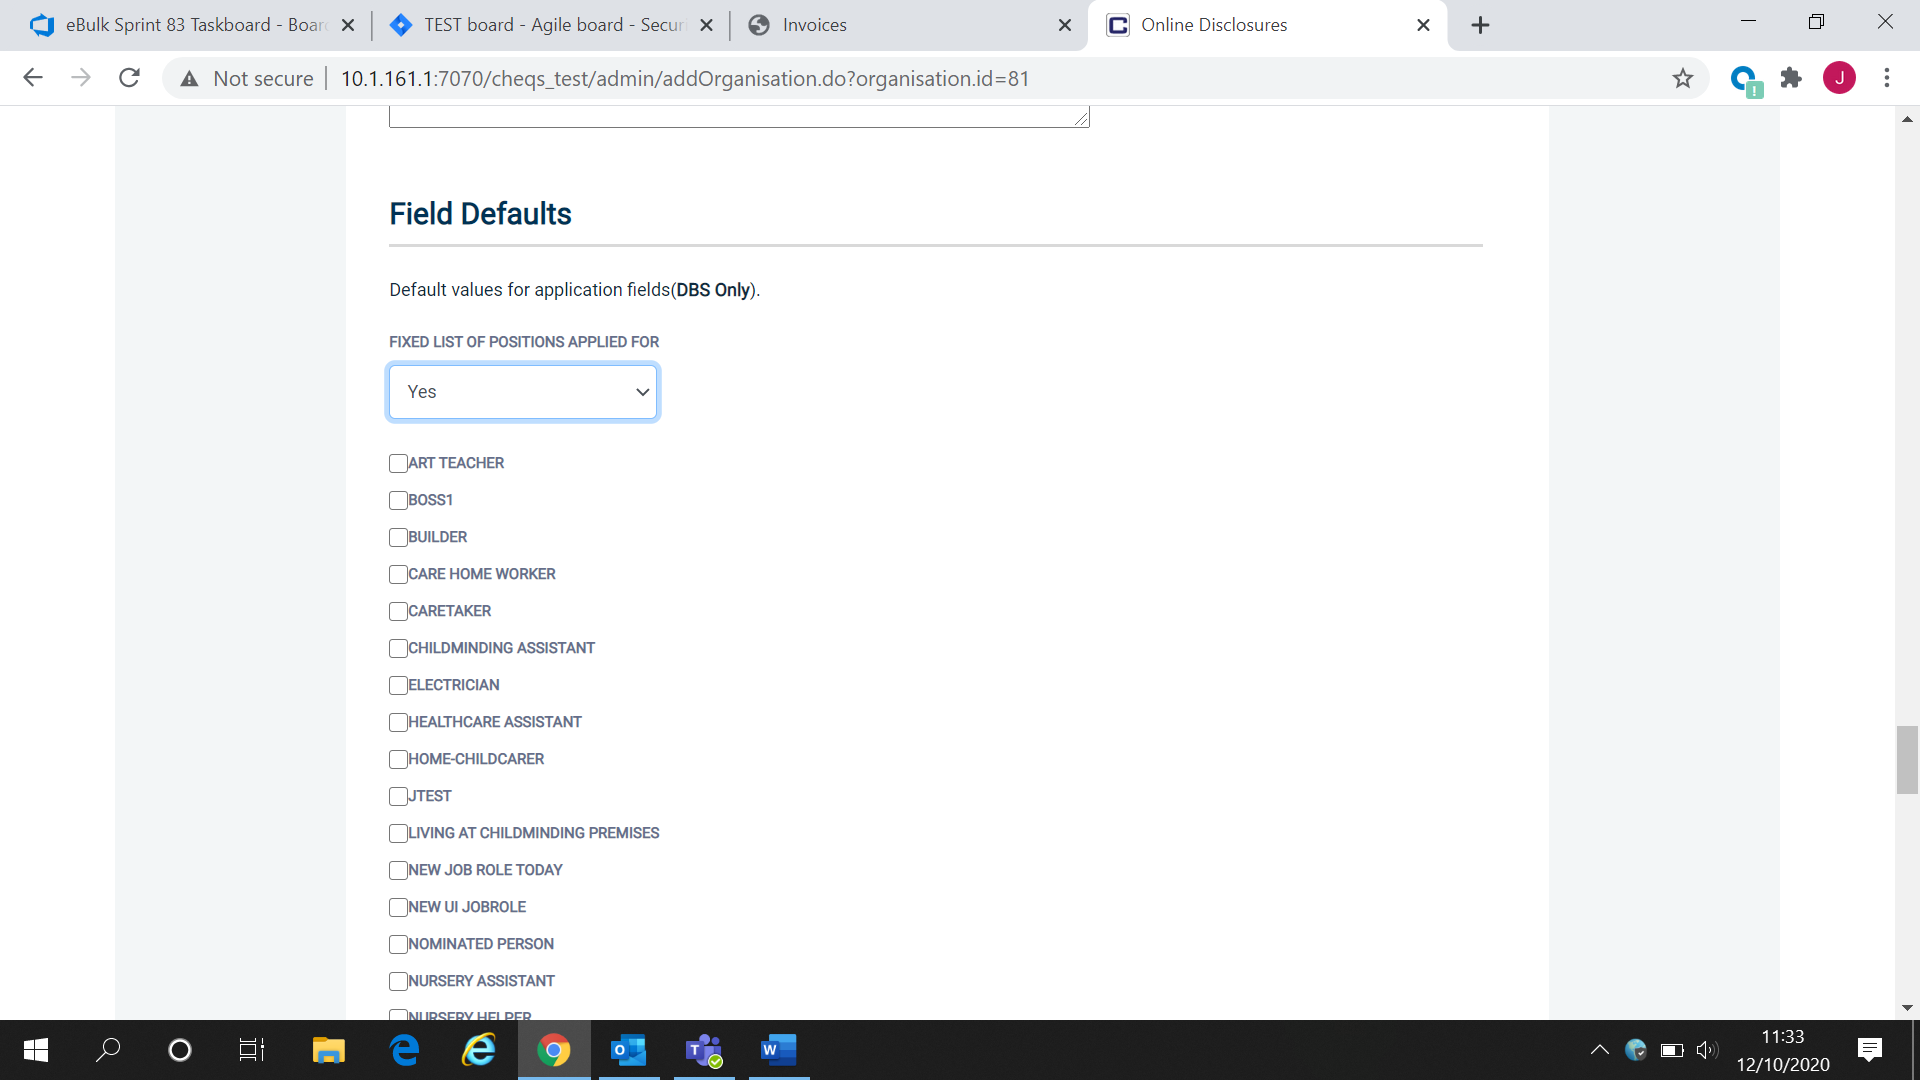 eBulk Sprint 83 Taskboard - Boar
TEST board - Agile board - Securi
Invoices
Online Disclosures
Not secure
10.1.161.1:7070/cheqs_test/admin/addOrganisation.do?organisation.id=81
J
Field Defaults
Default values for application fields(DBS Only).
FIXED LIST OF POSITIONS APPLIED FOR
Yes
ART TEACHER
BOSS1
BUILDER
CARE HOME WORKER
CARETAKER
CHILDMINDING ASSISTANT
ELECTRICIAN
HEALTHCARE ASSISTANT
HOME-CHILDCARER
JTEST
LIVING AT CHILDMINDING PREMISES
NEW JOB ROLE TODAY
NEW UI JOBROLE
NOMINATED PERSON
NURSERY ASSISTANT
NURSERY HELPER
11:33
12/10/2020